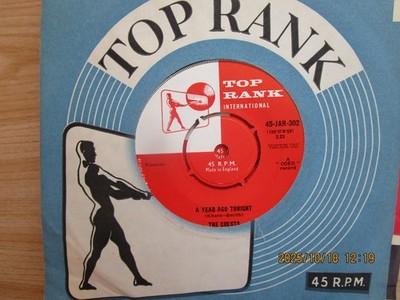 TOP RANK
TOP
RANK
INTERNATIONAL
45-JAR-302
45
45 R.P.M.
Made in England
A YEAR AGO TONIGHT
THE CRESTS
2025/10/18 12:19
45 R.P.M.